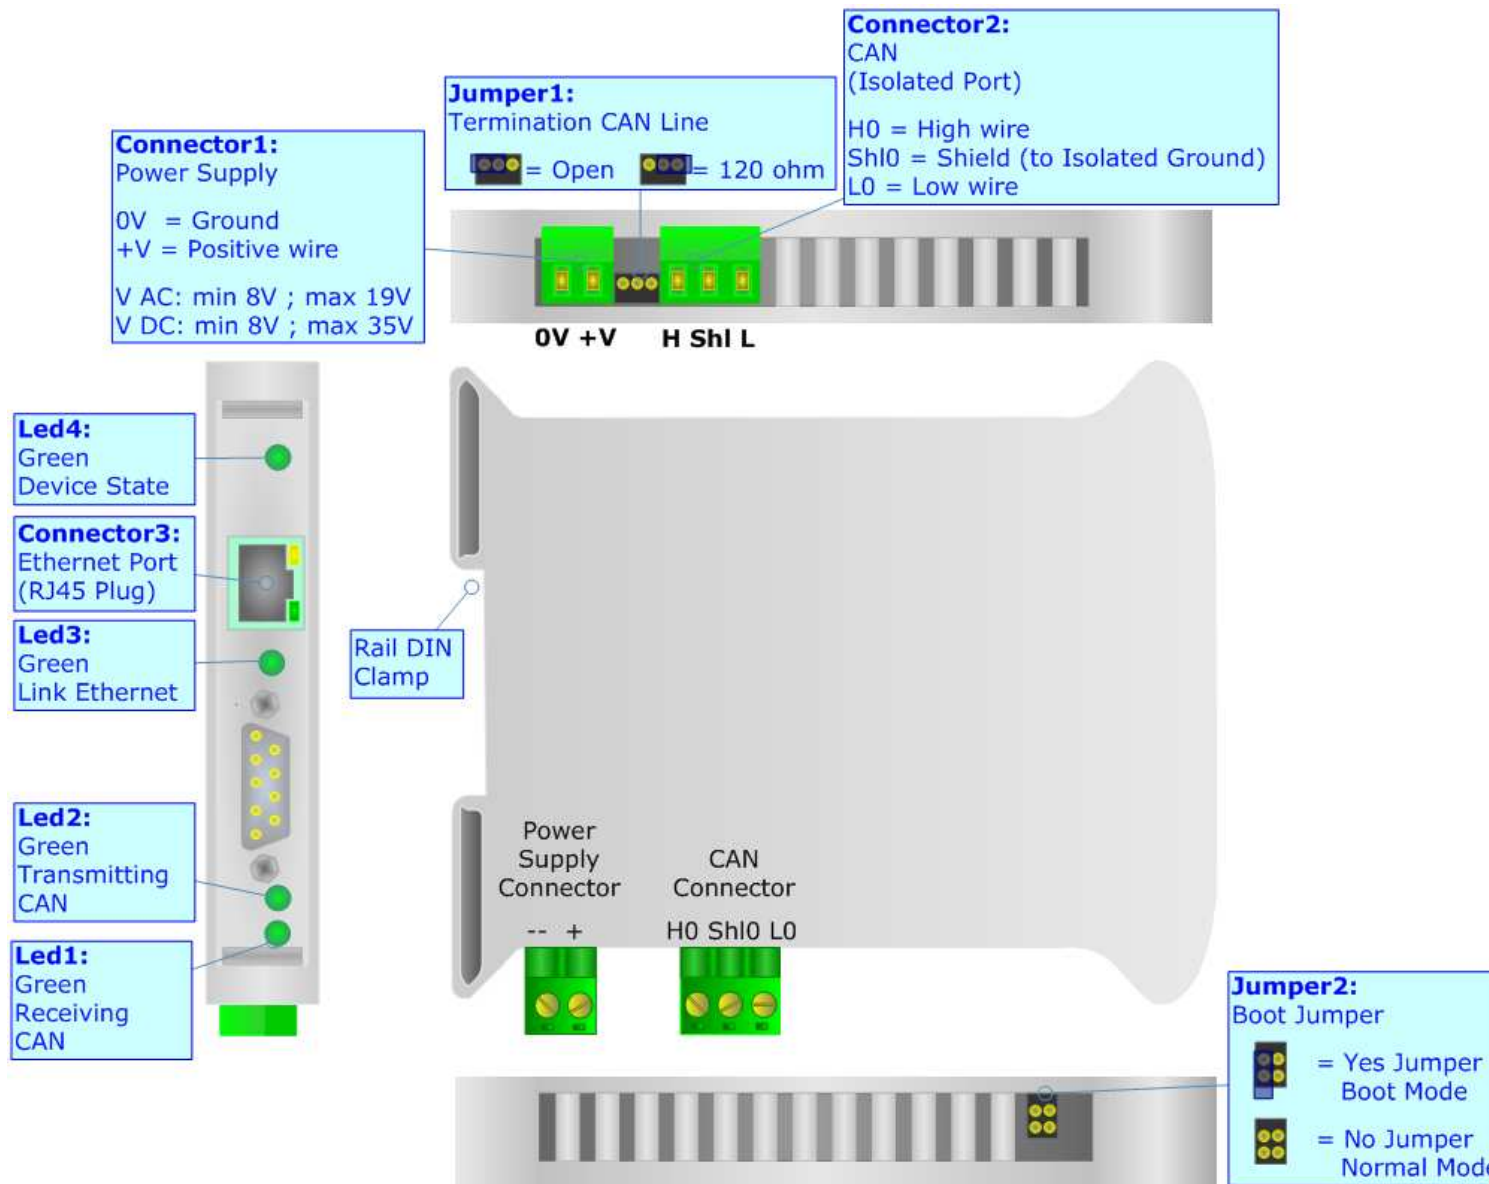 Connector2:
CAN
(Isolated Port)
H0 = High wire
Shl0 = Shield (to Isolated Ground)
L0 = Low wire
Jumper1:
Termination CAN Line
= Open = 120 ohm
Connector1:
Power Supply
0V = Ground
+V = Positive wire
V AC: min 8V ; max 19V
V DC: min 8V ; max 35V
0V +V H Shl L
Led4:
Green
Device State
Connector3:
Ethernet Port
(RJ45 Plug)
Led3:
Green
Link Ethernet
Rail DIN
Clamp
Led2:
Green
Transmitting
CAN
Led1:
Green
Receiving
CAN
Power
Supply
Connector
-- +
CAN
Connector
H0 Shl0 L0
Jumper2:
Boot Jumper
= Yes Jumper
Boot Mode
= No Jumper
Normal Mode